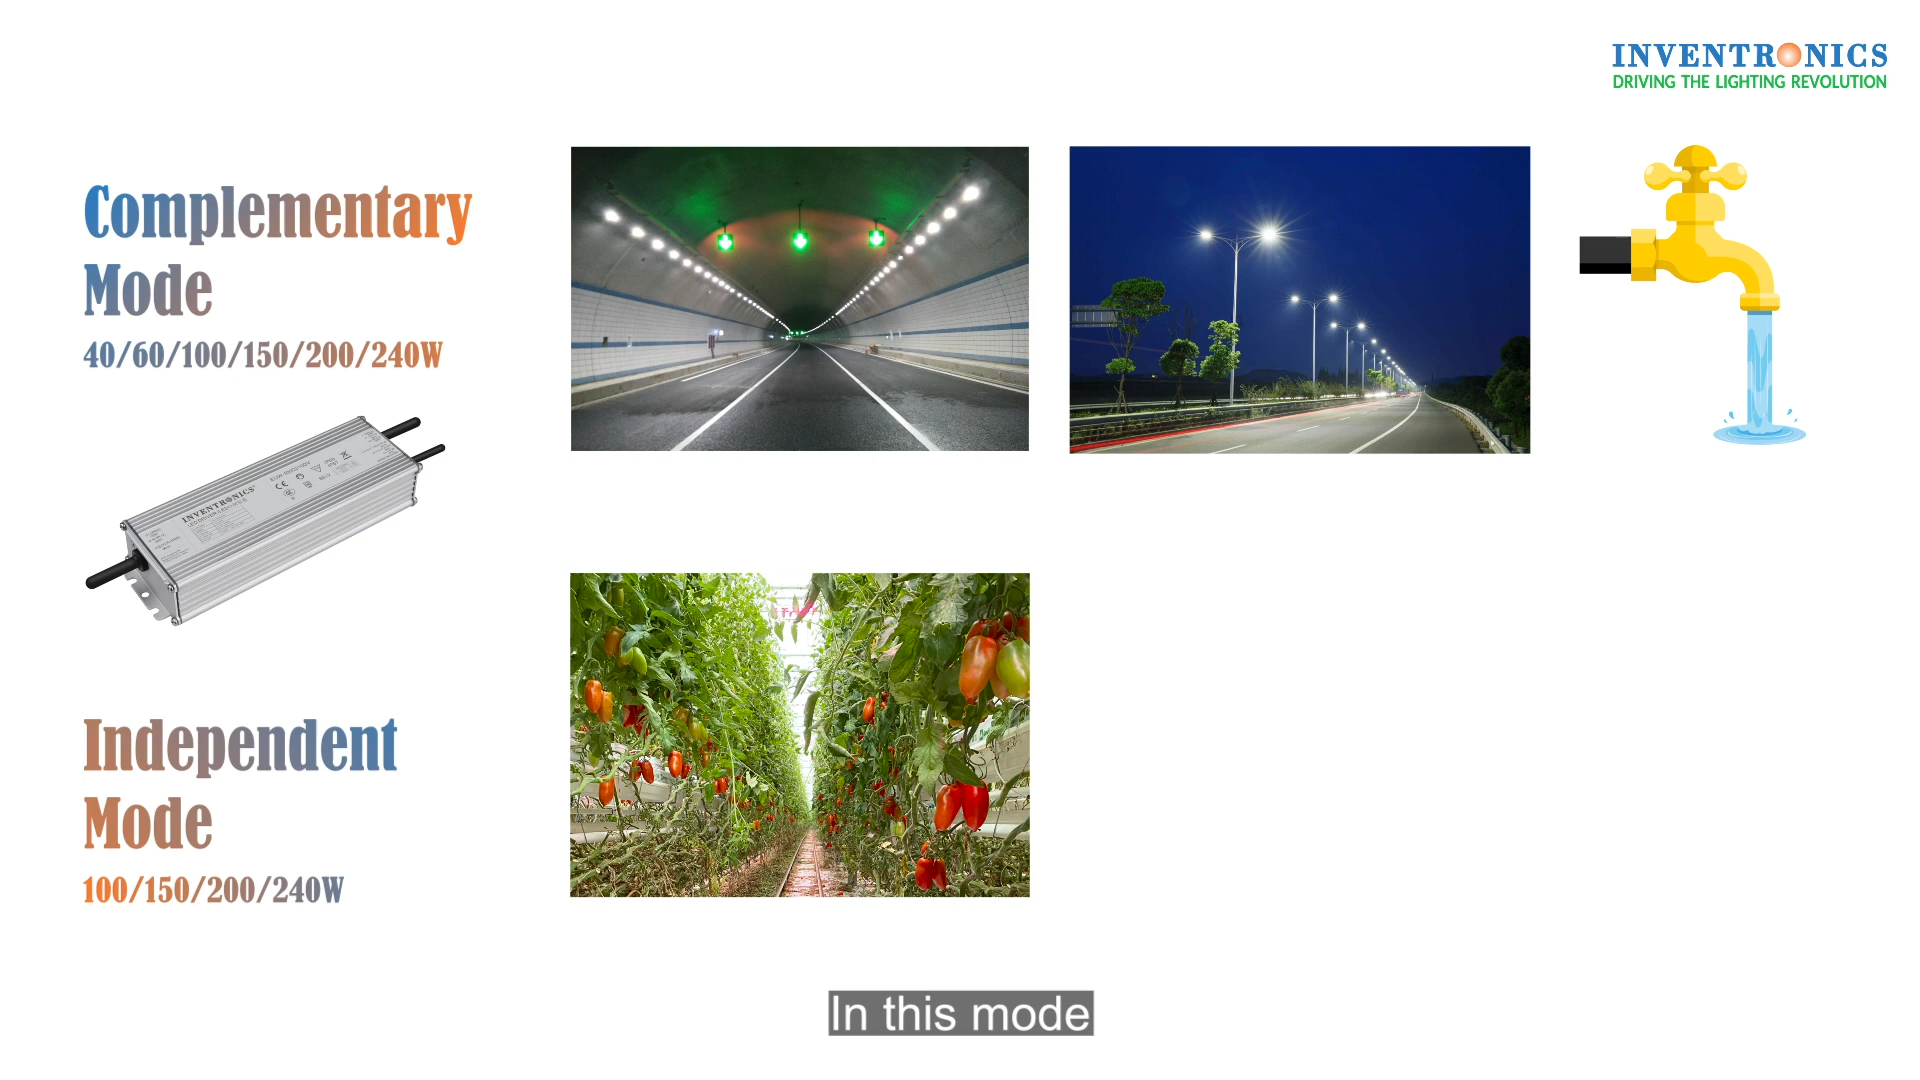 INVENTRONICS
DRIVING THE LIGHTING REVOLUTION
Complementary
Mode
40/60/100/150/200/240W
INVENTRONICS
Independent
Mode
100/150/200/240W
In this mode